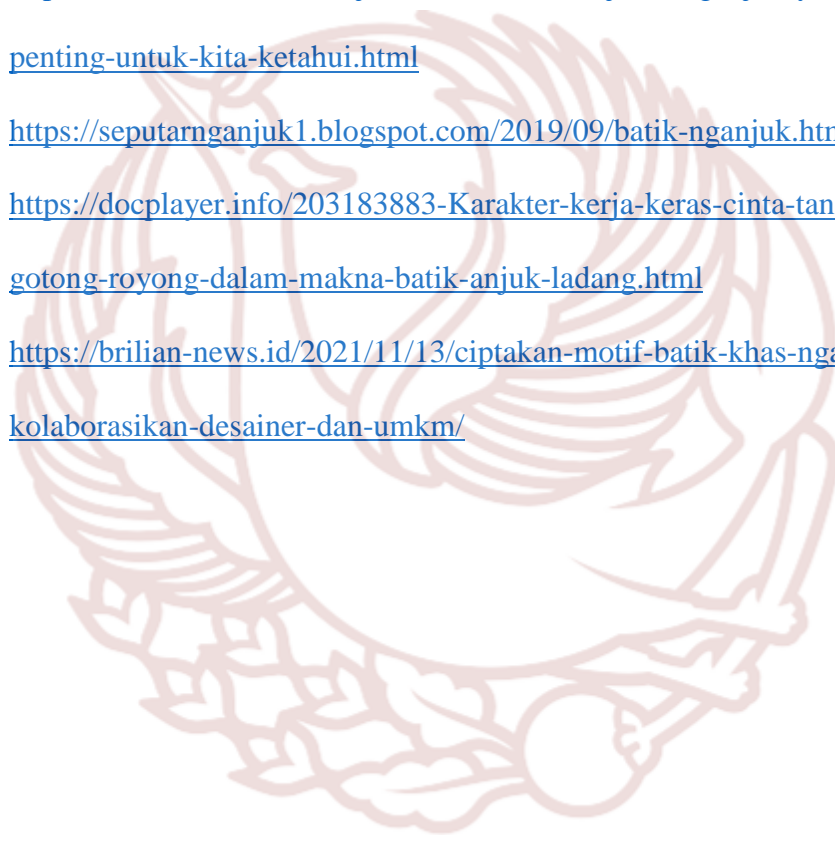 penting-untuk-kita-ketahui.html
https://seputarnganjuk1.blogspot.com/2019/09/batik-nganjuk.htm
https://docplayer.info/203183883-Karakter-kerja-keras-cinta-tan
gotong-royong-dalam-makna-batik-anjuk-ladang.html
https://brilian-news.id/2021/11/13/ciptakan-motif-batik-khas-nga
kolaborasikan-desainer-dan-umkm/